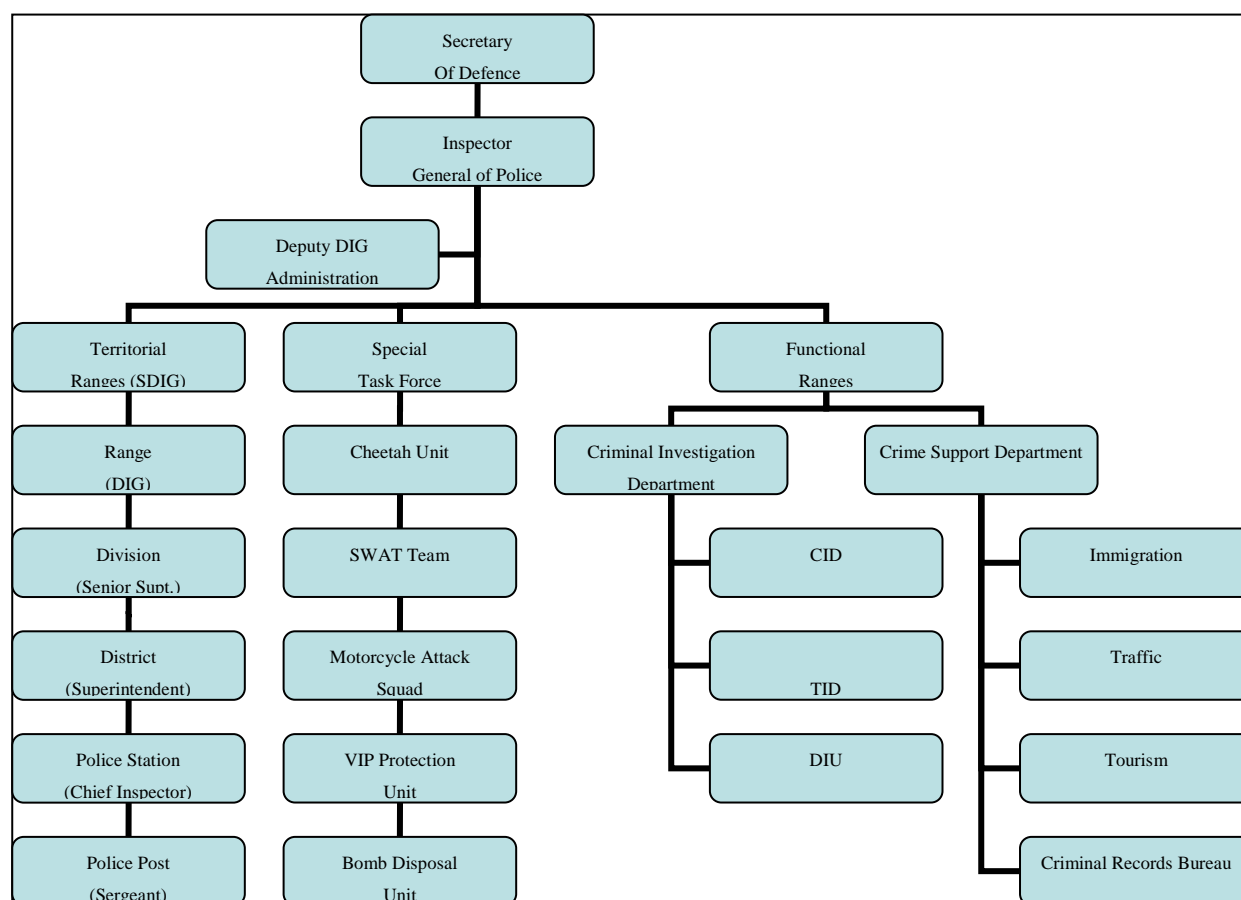 Secretary
Of Defence
Inspector
General of Police
Deputy DIG
Administration
Territorial
Ranges (SDIG)
Special
Task Force
Functional
Ranges
Range
(DIG)
Cheetah Unit
Criminal Investigation
Department
Crime Support Department
Division
(Senior Supt.)
SWAT Team
CID
Immigration
District
(Superintendent)
Motorcycle Attack
Squad
TID
Traffic
Police Station
(Chief Inspector)
VIP Protection
Unit
DIU
Tourism
Police Post
(Sergeant)
Bomb Disposal
Unit
Criminal Records Bureau